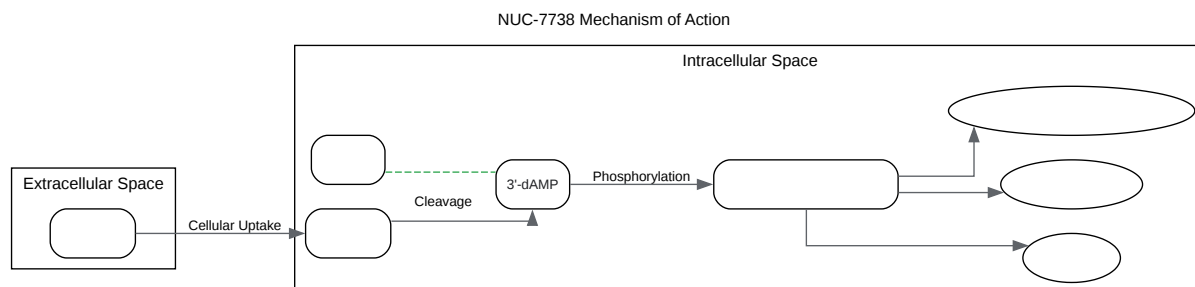 NUC-7738 Mechanism of Action
Intracellular Space
Extracellular Space
3'-dAMP
Phosphorylation
Cleavage
Cellular Uptake